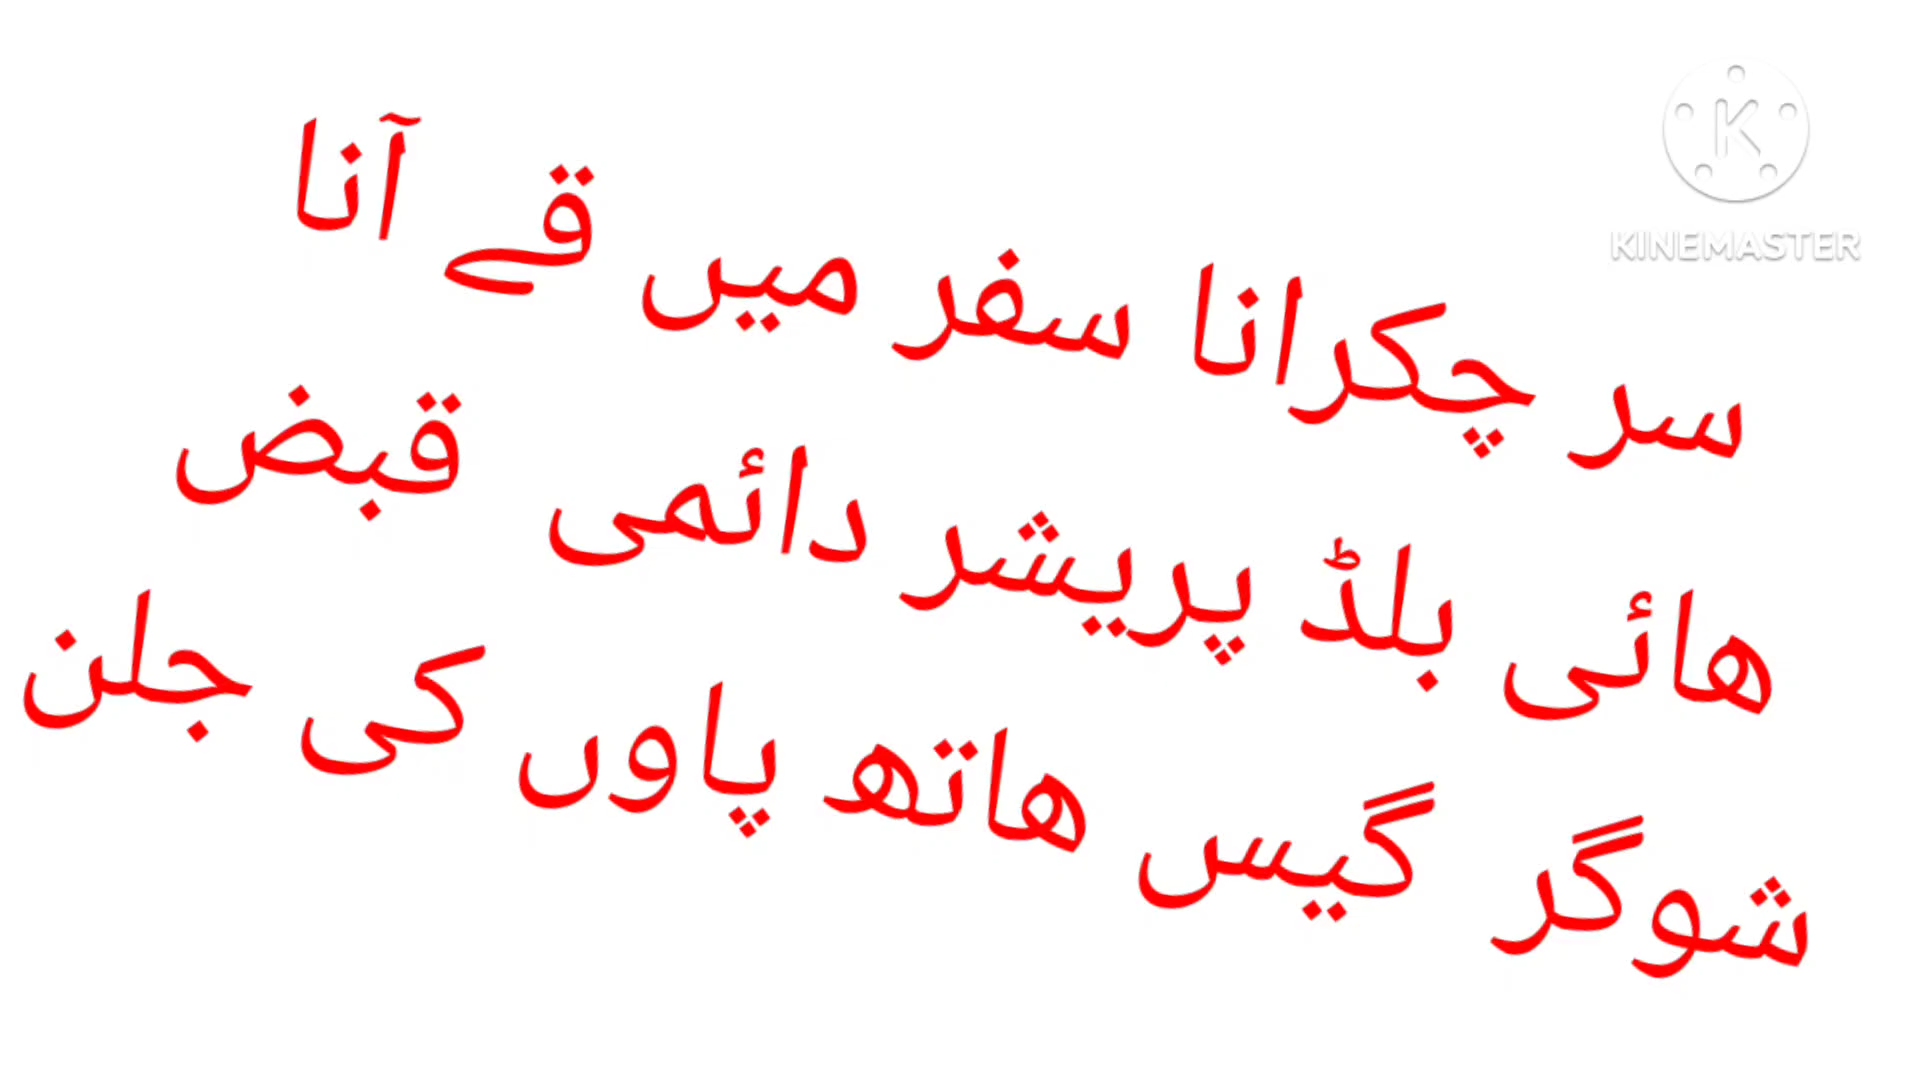 سر چکرانا سفر میں قے آنا
ھائی بلڈ پریشر دائمی قبض
شوگر گیس ھاتھ پاوں کی جلن
KINEMASTER